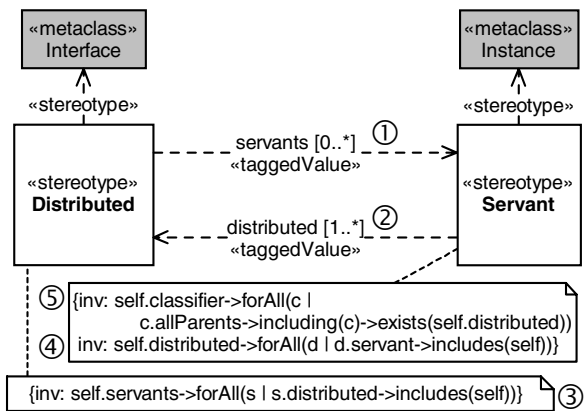 «metaclass»
Interface
«metaclass»
Instance
«stereotype»
«stereotype»
servants [0..*] ①
«taggedValue»
«stereotype»
Distributed
«stereotype»
Servant
distributed [1..*] ②
«taggedValue»
⑤ {inv: self.classifier->forAll(c |
c.allParents->including(c)->exists(self.distributed))
④ inv: self.distributed->forAll(d | d.servant->includes(self))}
{inv: self.servants->forAll(s | s.distributed->includes(self))} ③